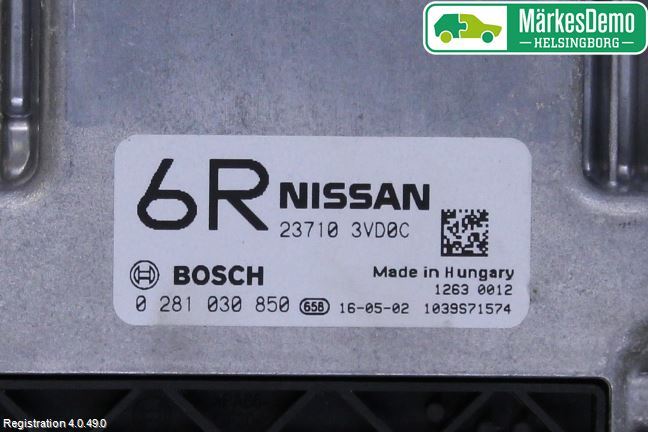 MärkesDemo
HELSINGBORG
6R NISSAN
23710 3VD0C
BOSCH
Made in Hungary
1263 0012
0 281 030 850 658 16-05-02 1039S71574
Registration 4.0.49.0